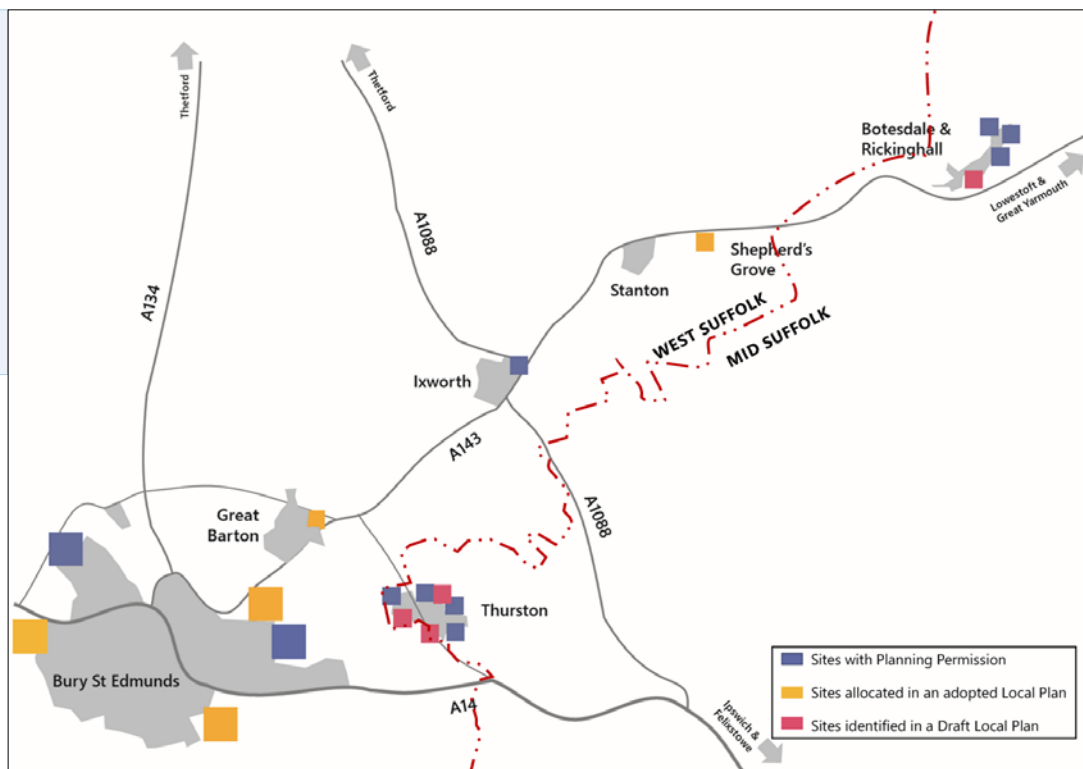 Thetford
Thetford
Botesdale &
Rickinghall
Lowestoft &
Great Yarmouth
A1088
A134
Shepherd's
Grove
Stanton
WEST SUFFOLK
MID SUFFOLK
Ixworth
A143
A1088
Great
Barton
Thurston
Bury St Edmunds
A14
Ipswich &
Felixstowe
Sites with Planning Permission
Sites allocated in an adopted Local Plan
Sites identified in a Draft Local Plan